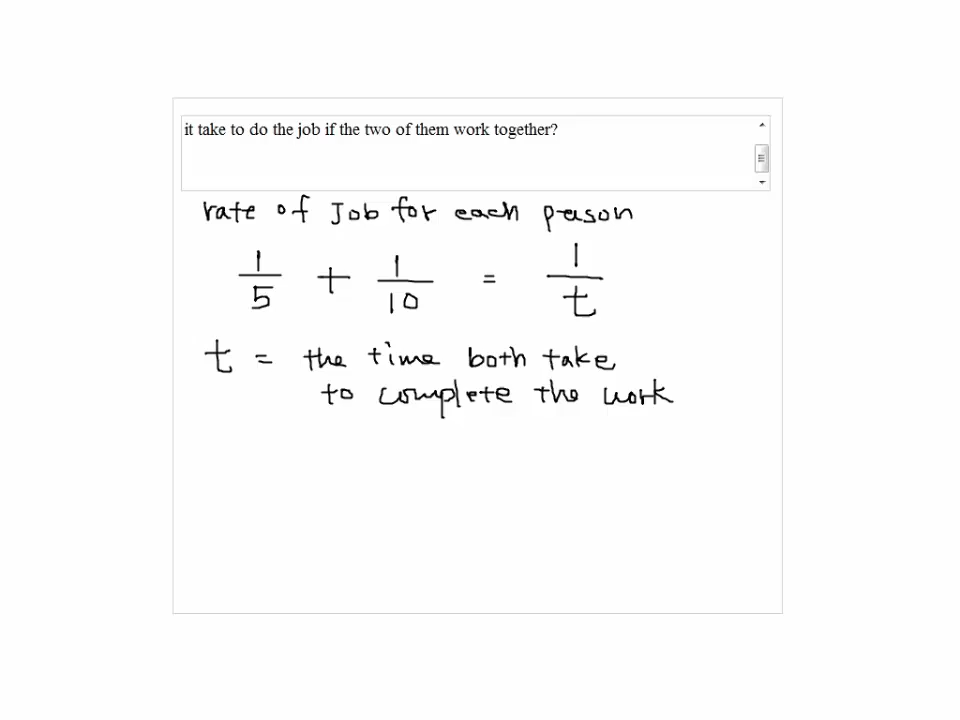 it take to do the job if the two of them work together?
rate of Job for each person
1/5 + 1/10 = 1/t
t = the time both take
to complete the work